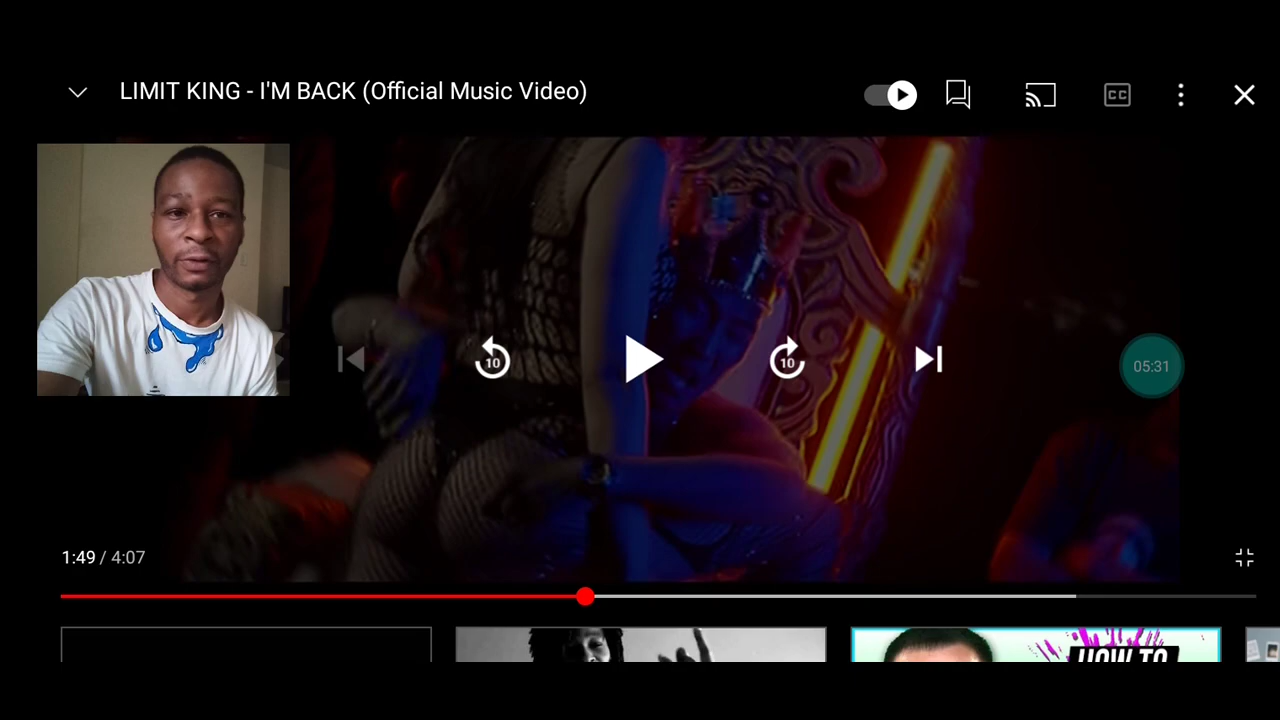 LIMIT KING - I'M BACK (Official Music Video)
CC
10
10
05:31
1:49 / 4:07
HOW TO